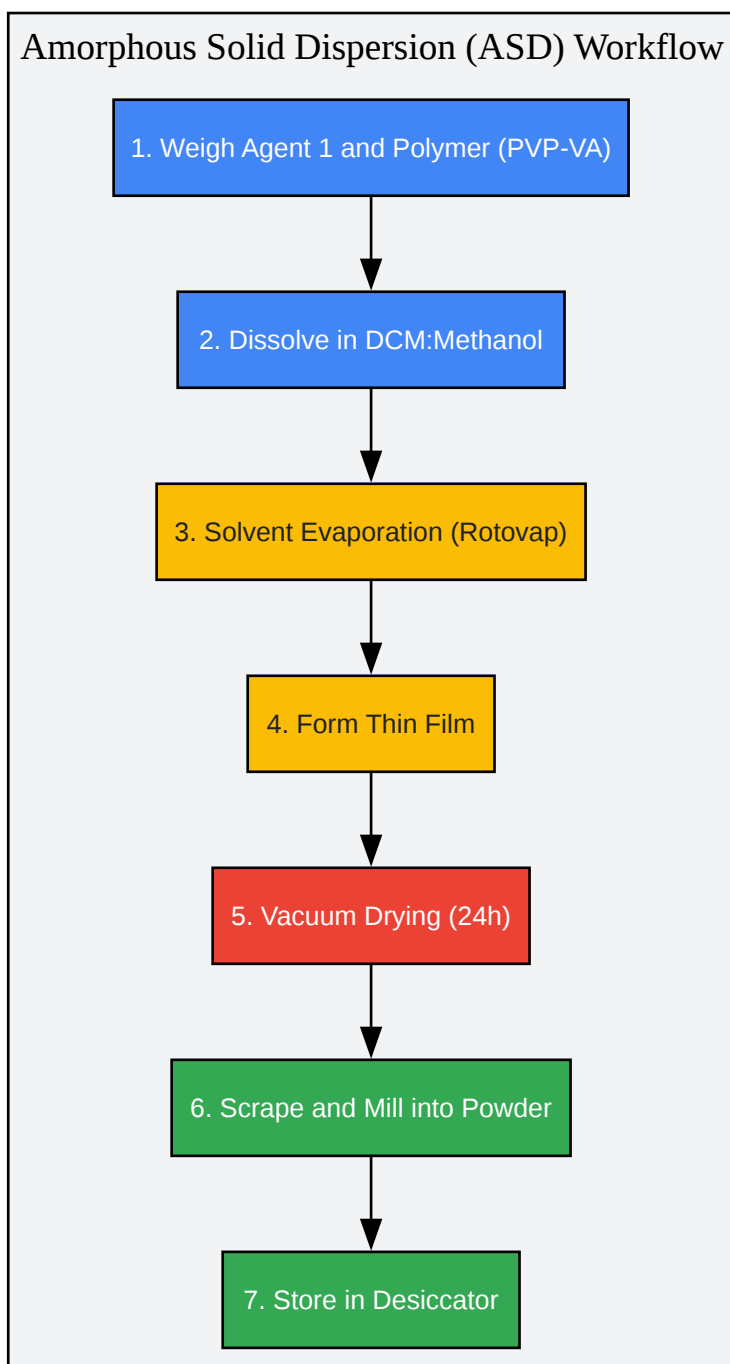 Amorphous Solid Dispersion (ASD) Workflow
1. Weigh Agent 1 and Polymer (PVP-VA)
2. Dissolve in DCM:Methanol
3. Solvent Evaporation (Rotovap)
4. Form Thin Film
5. Vacuum Drying (24h)
6. Scrape and Mill into Powder
7. Store in Desiccator